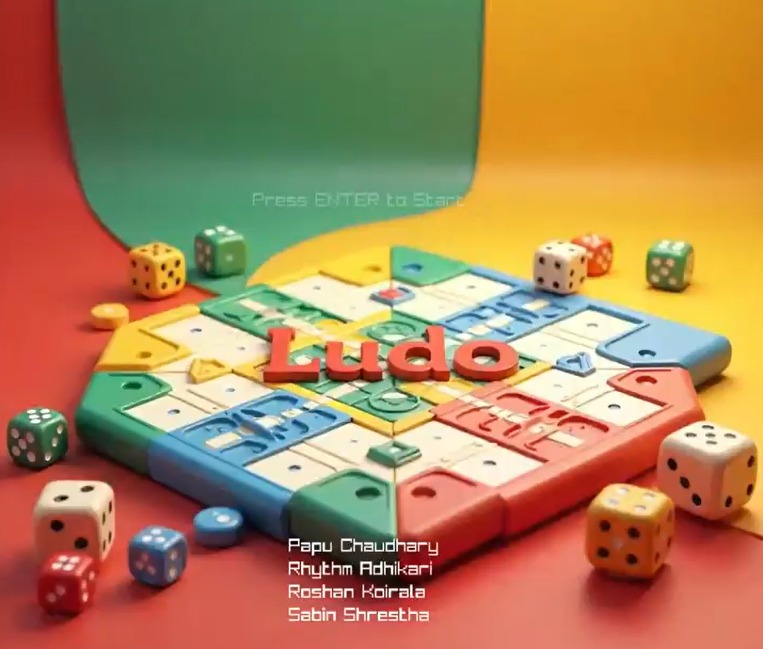 Press ENTER to Start
Ludo
Papu Chaudhary
Rhythm Adhikari
Roshan Koirala
Sabin Shrestha